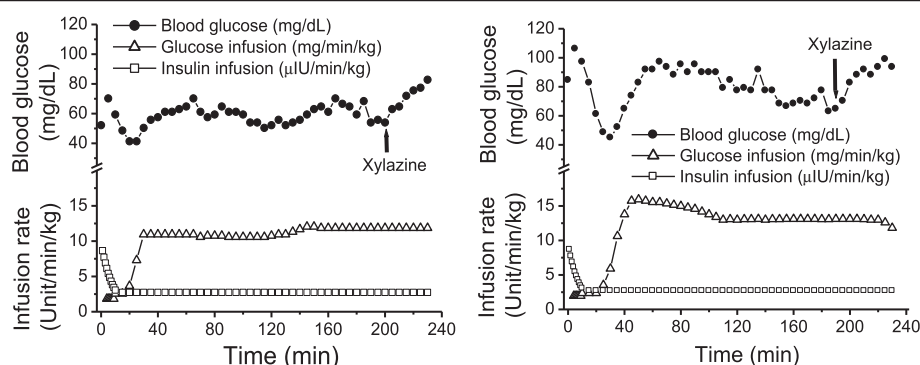 Blood glucose (mg/dL)
Glucose infusion (mg/min/kg)
Insulin infusion (μIU/min/kg)
Blood glucose
(mg/dL)
120
100
80
60
40
Xylazine
Infusion rate
(Unit/min/kg)
15
10
5
0
0 40 80 120 160 200 240
Time (min)
Blood glucose
(mg/dL)
120
100
80
60
40
20
Xylazine
Blood glucose (mg/dL)
Glucose infusion (mg/min/kg)
Insulin infusion (μIU/min/kg)
Infusion rate
(Unit/min/kg)
15
10
5
0
0 40 80 120 160 200 240
Time (min)